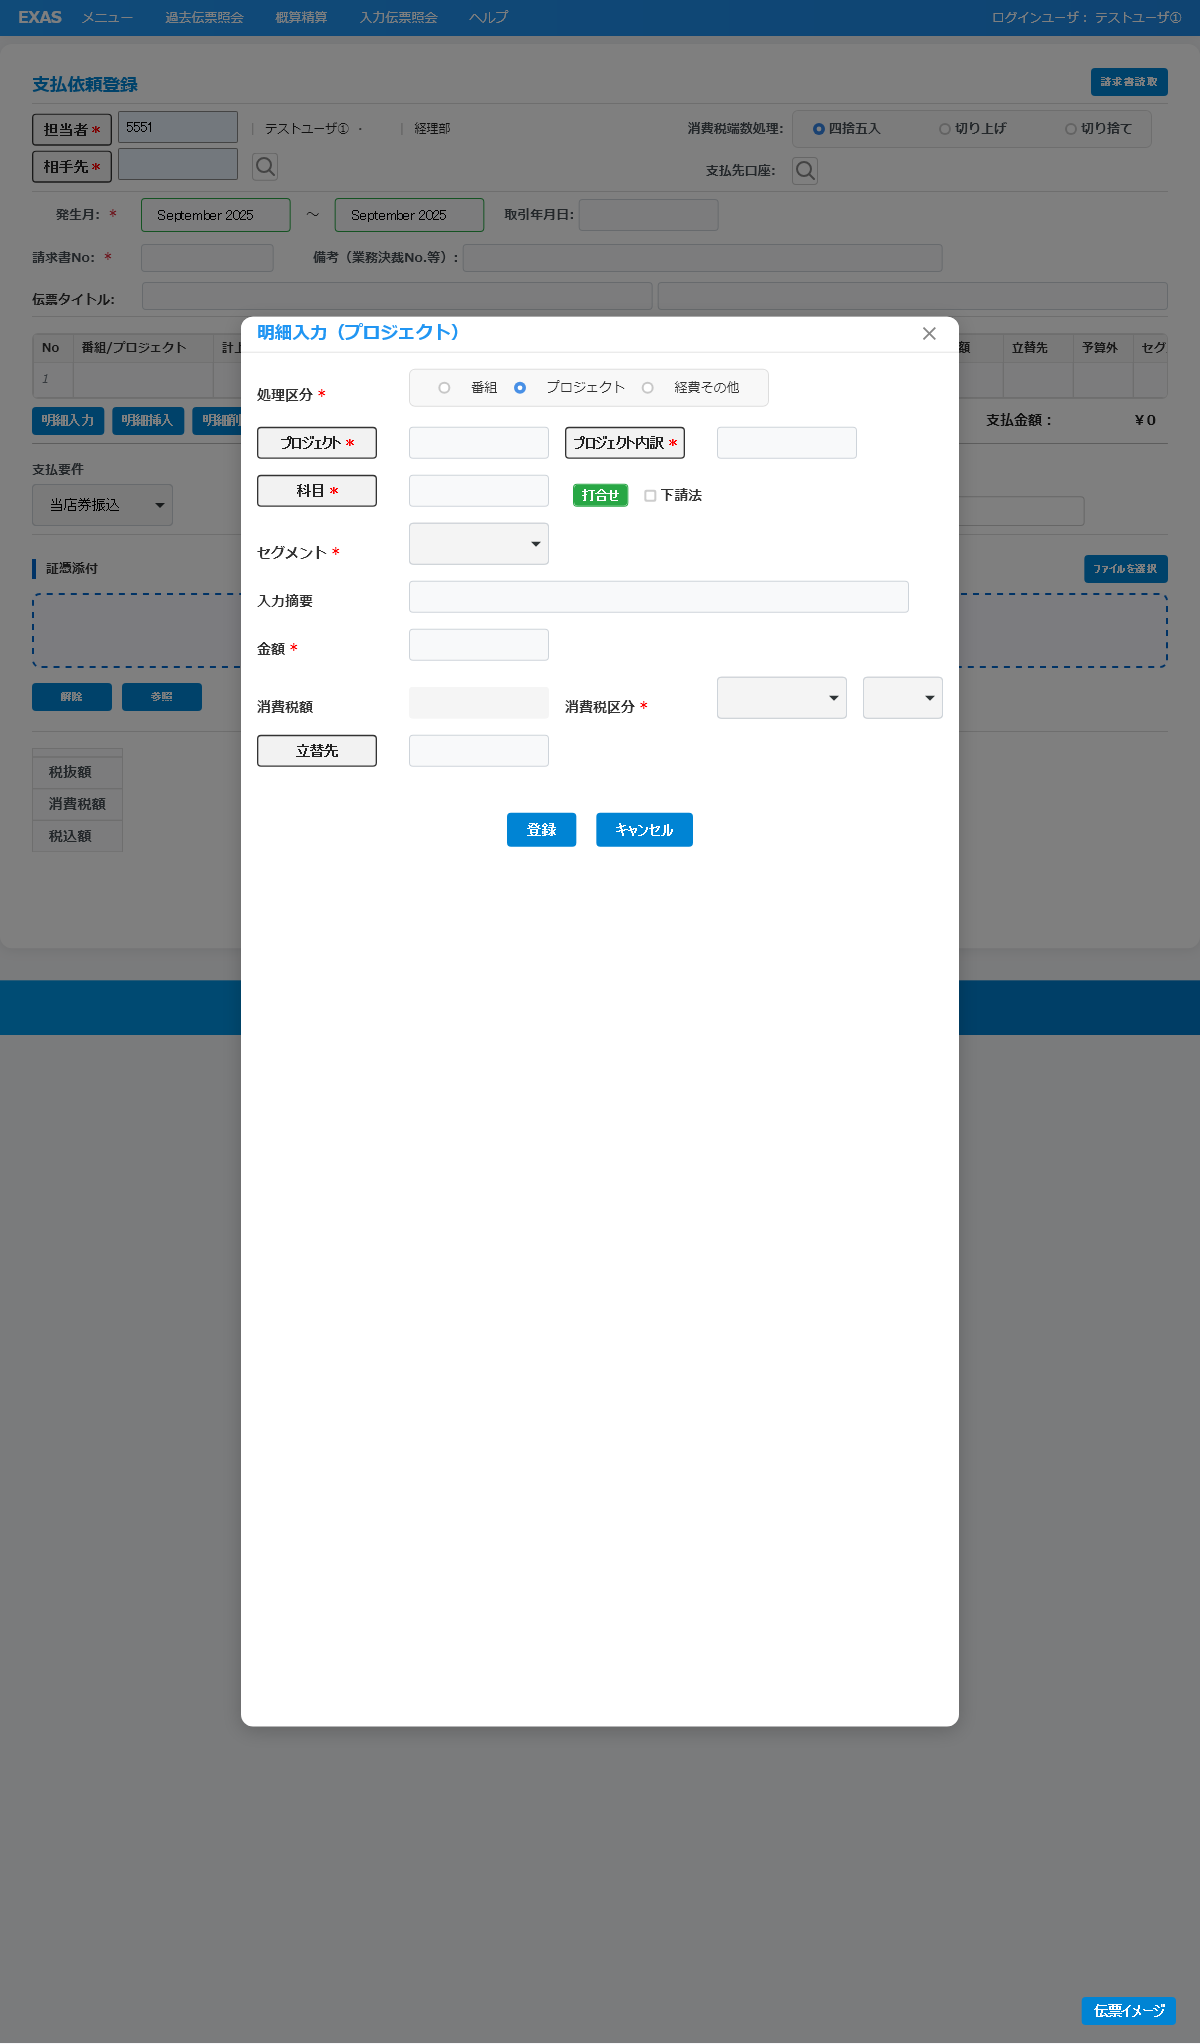 EXAS メニュー 過去伝票照会 概算精算 入力伝票照会 ヘルプ ログインユーザ： テストユーザ①
支払依頼登録 請求書読取
担当者* 5551 | テストユーザ① ・ | 経理部 消費税端数処理: 四捨五入 切り上げ 切り捨て
相手先* 支払先口座:
発生月: * September 2025 ～ September 2025 取引年月日:
請求書No: * 備考（業務決裁No.等）:
伝票タイトル:
明細入力（プロジェクト）
No 番組/プロジェクト 計上 額 立替先 予算外 セグ
1
処理区分 * 番組 プロジェクト 経費その他
明細入力 明細挿入 明細削 支払金額： ¥0
プロジェクト * プロジェクト内訳 *
支払要件
科目 * 打合せ 下請法
当店券振込
セグメント *
証憑添付 ファイルを選択
入力摘要
金額 *
解除 参照
消費税額 消費税区分 *
立替先
税抜額
消費税額
税込額
登録 キャンセル
伝票イメージ